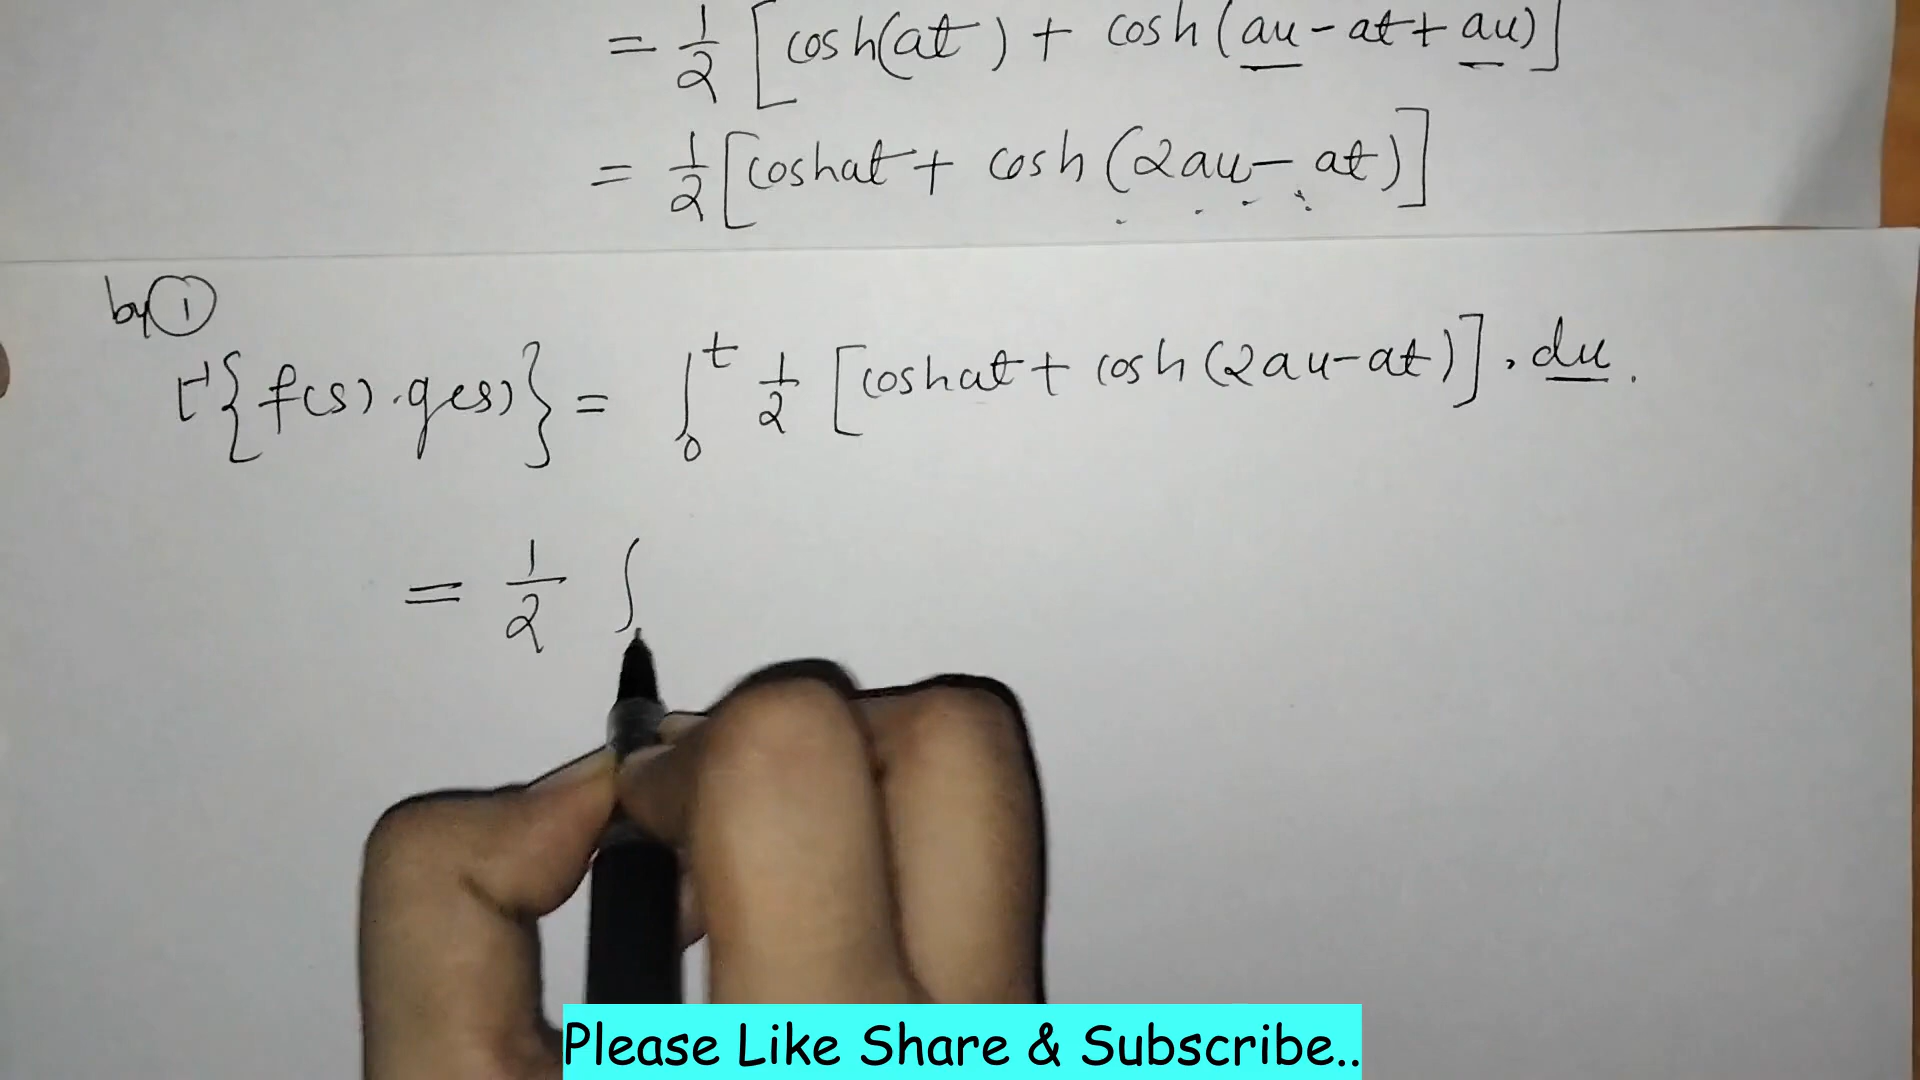 = 1/2 [cosh(at) + cosh(au-at+au)]
= 1/2 [coshat + cosh(2au-at)]
by ①
L⁻¹{f(s).g(s)} = ∫₀ᵗ 1/2 [coshat + cosh(2au-at)].du.
= 1/2 ∫
Please Like Share & Subscribe..